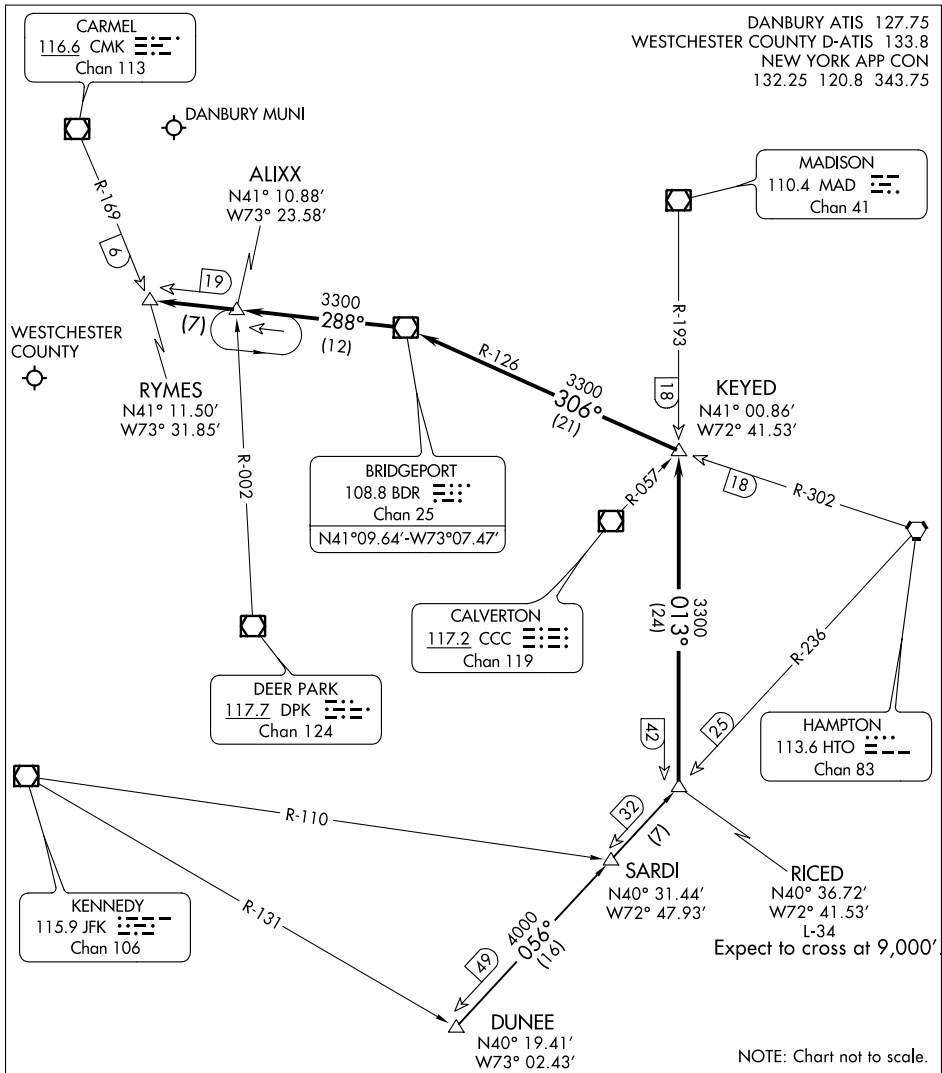 DANBURY ATIS 127.75
WESTCHESTER COUNTY D-ATIS 133.8
NEW YORK APP CON
132.25 120.8 343.75
CARMEL
116.6 CMK
Chan 113
DANBURY MUNI
ALIXX
N41° 10.88'
W73° 23.58'
MADISON
110.4 MAD
Chan 41
R-169
6
19
(7)
3300
288°
(12)
R-126
3300
306°
(21)
R-193
18
KEYED
N41° 00.86'
W72° 41.53'
WESTCHESTER
COUNTY
RYMES
N41° 11.50'
W73° 31.85'
R-002
BRIDGEPORT
108.8 BDR
Chan 25
N41°09.64'-W73°07.47'
R-057
18
R-302
CALVERTON
117.2 CCC
Chan 119
3300
013°
(24)
R-236
DEER PARK
117.7 DPK
Chan 124
HAMPTON
113.6 HTO
Chan 83
42
25
R-110
32
(7)
SARDI
N40° 31.44'
W72° 47.93'
RICED
N40° 36.72'
W72° 41.53'
L-34
Expect to cross at 9,000'.
KENNEDY
115.9 JFK
Chan 106
R-131
4000
056°
(16)
49
DUNEE
N40° 19.41'
W73° 02.43'
NOTE: Chart not to scale.